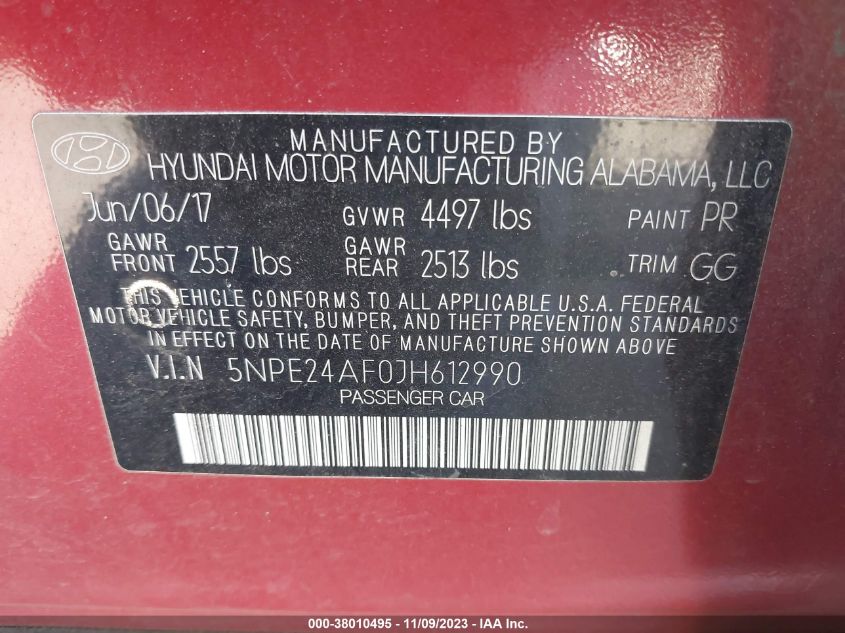 MANUFACTURED BY
HYUNDAI MOTOR MANUFACTURING ALABAMA, LLC
Jun/06/17 GVWR 4497 lbs PAINT PR
GAWR FRONT 2557 lbs GAWR REAR 2513 lbs TRIM GG
THIS VEHICLE CONFORMS TO ALL APPLICABLE U.S.A. FEDERAL
MOTOR VEHICLE SAFETY, BUMPER, AND THEFT PREVENTION STANDARDS
IN EFFECT ON THE DATE OF MANUFACTURE SHOWN ABOVE.
V.I.N 5NPE24AF0JH612990
PASSENGER CAR
000-38010495 - 11/09/2023 - Copyright © IAA, Inc.